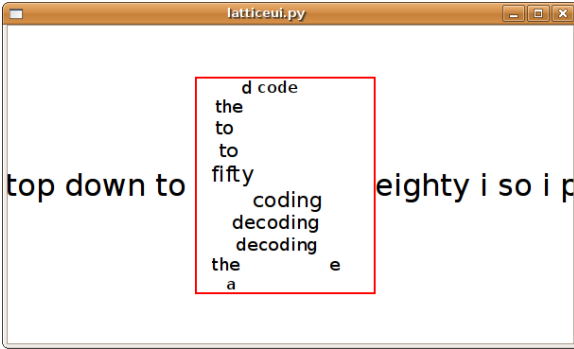 latticeui.py
d code
the
to
to
top down to fifty eighty i so i p
coding
decoding
decoding
the e
a